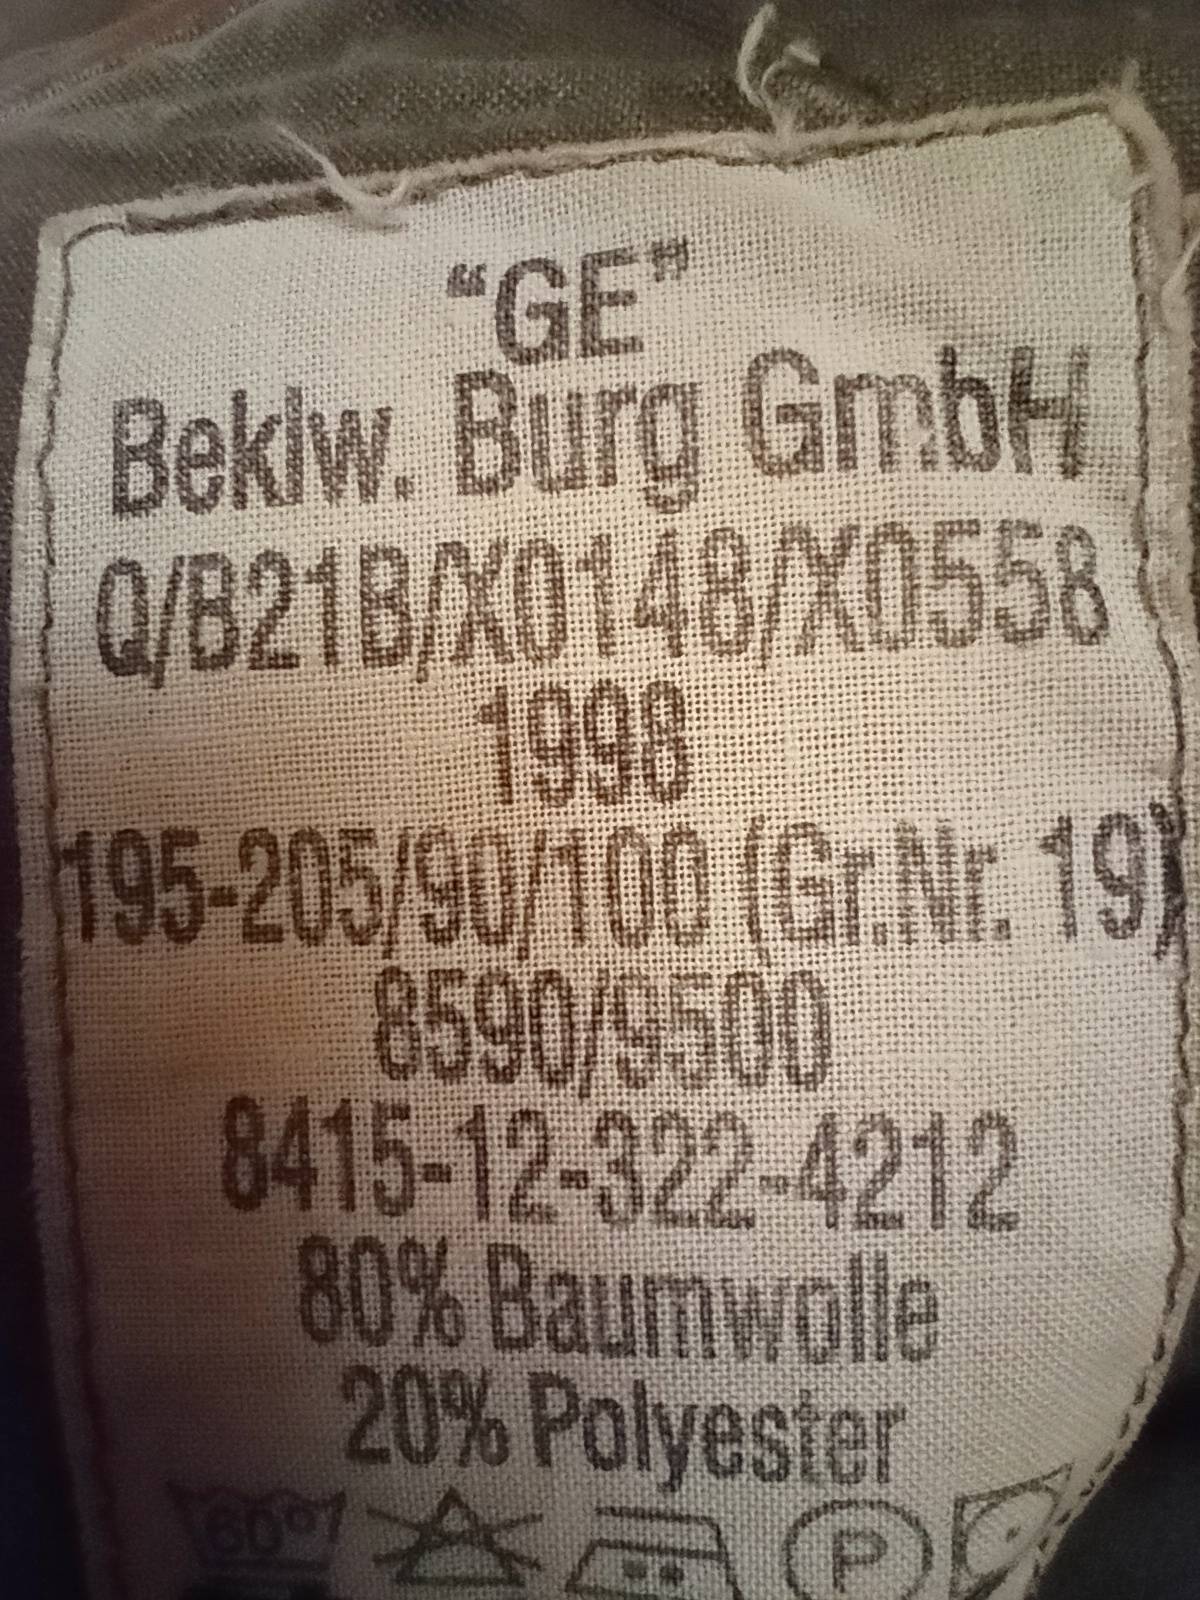 “GE”
Beklw. Burg GmbH
Q/B21B/X0148/X0558
1998
195-205/90/100 (Gr.Nr. 19)
8590/9500
8415-12-322-4212
80% Baumwolle
20% Polyester
60° P